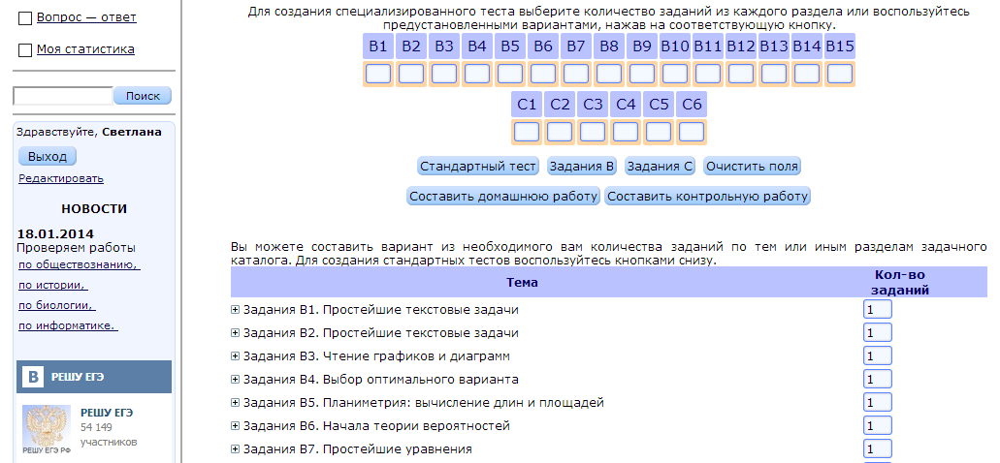 Вопрос — ответ
Моя статистика
Поиск
Здравствуйте, Светлана
Выход
Редактировать
НОВОСТИ
18.01.2014
Проверяем работы
по обществознанию,
по истории,
по биологии,
по информатике.
В РЕШУ ЕГЭ
РЕШУ ЕГЭ
54 149
участников
РЕШУ ЕГЭ РФ
Для создания специализированного теста выберите количество заданий из каждого раздела или воспользуйтесь
предустановленными вариантами, нажав на соответствующую кнопку.
B1 B2 B3 B4 B5 B6 B7 B8 B9 B10 B11 B12 B13 B14 B15
C1 C2 C3 C4 C5 C6
Стандартный тест Задания B Задания C Очистить поля
Составить домашнюю работу Составить контрольную работу
Вы можете составить вариант из необходимого вам количества заданий по тем или иным разделам задачного
каталога. Для создания стандартных тестов воспользуйтесь кнопками снизу.
Тема Кол-во
заданий
Задания B1. Простейшие текстовые задачи 1
Задания B2. Простейшие текстовые задачи 1
Задания B3. Чтение графиков и диаграмм 1
Задания B4. Выбор оптимального варианта 1
Задания B5. Планиметрия: вычисление длин и площадей 1
Задания B6. Начала теории вероятностей 1
Задания B7. Простейшие уравнения 1